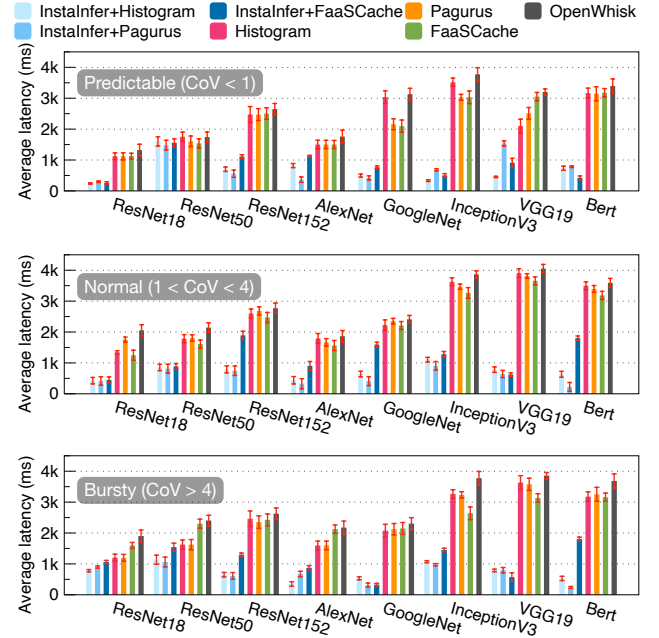 InstaInfer+Histogram InstaInfer+FaaSCache Pagurus OpenWhisk
InstaInfer+Pagurus Histogram FaaSCache
Average latency (ms)
4k
3k
2k
1k
0
Predictable (CoV < 1)
ResNet18 ResNet50 ResNet152 AlexNet GoogleNet InceptionV3 VGG19 Bert
Average latency (ms)
4k
3k
2k
1k
0
Normal (1 < CoV < 4)
ResNet18 ResNet50 ResNet152 AlexNet GoogleNet InceptionV3 VGG19 Bert
Average latency (ms)
4k
3k
2k
1k
0
Bursty (CoV > 4)
ResNet18 ResNet50 ResNet152 AlexNet GoogleNet InceptionV3 VGG19 Bert